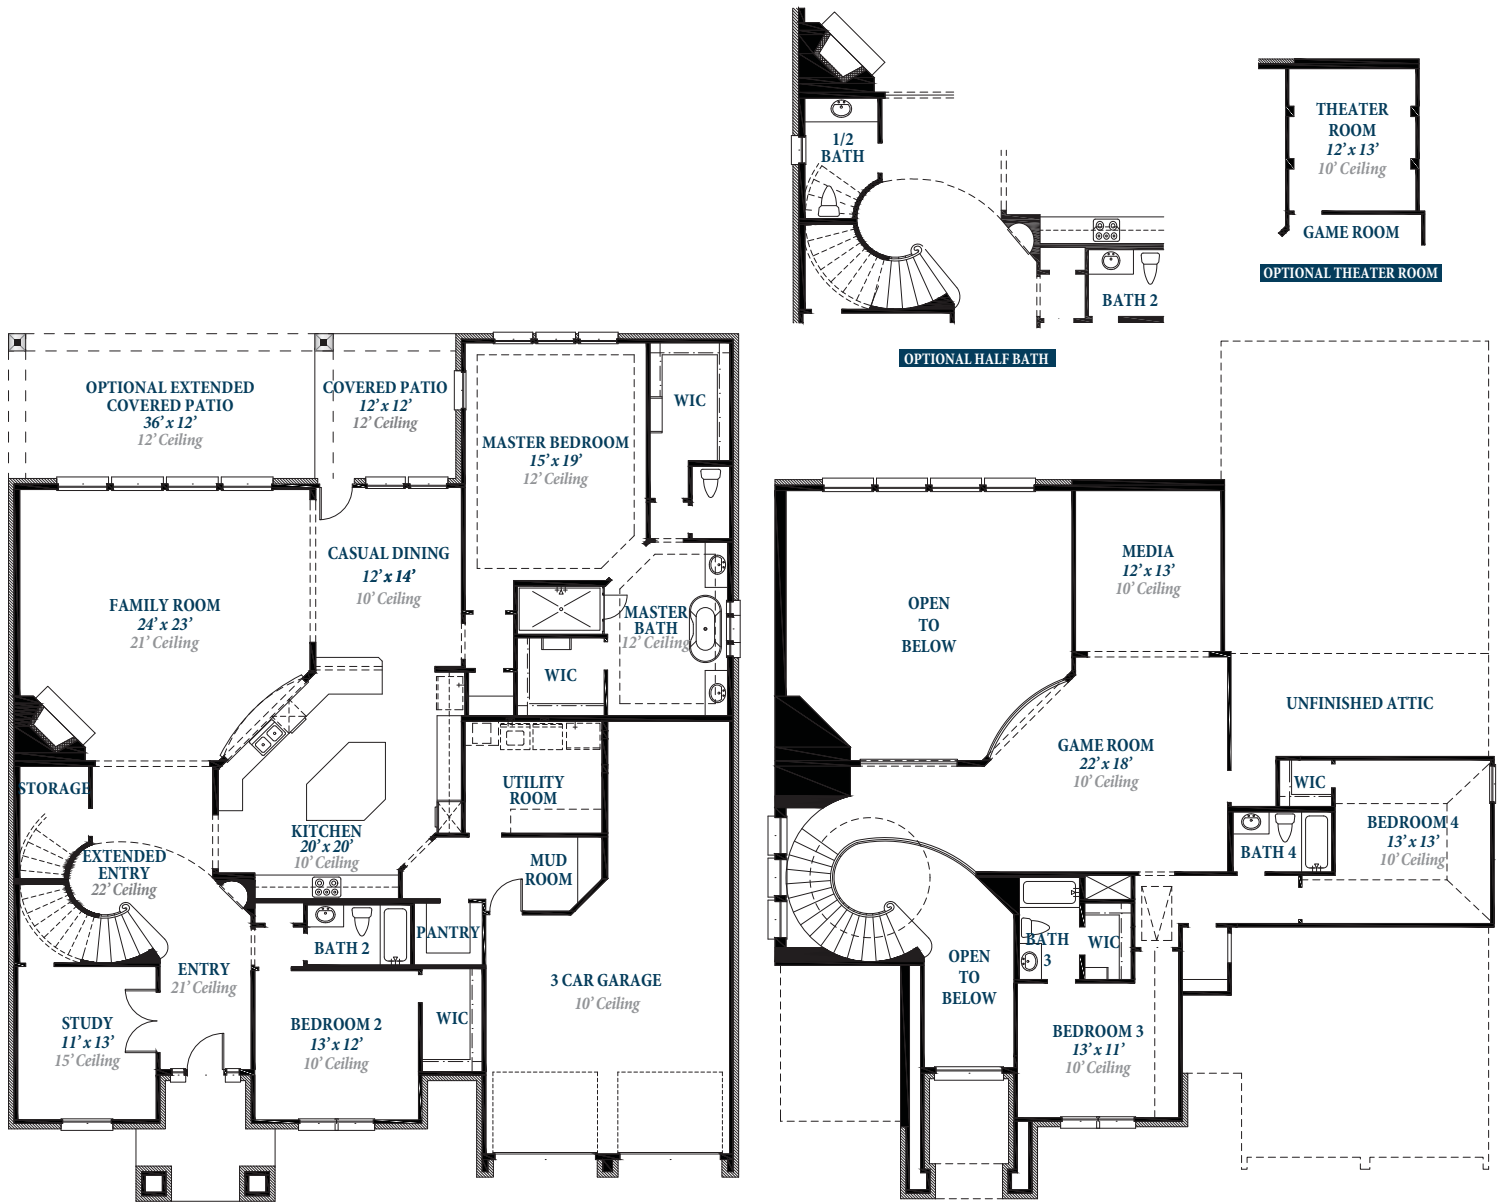 1/2
BATH
BATH 2
OPTIONAL HALF BATH
THEATER
ROOM
12' x 13'
10' Ceiling
GAME ROOM
OPTIONAL THEATER ROOM
OPTIONAL EXTENDED
COVERED PATIO
36' x 12'
12' Ceiling
COVERED PATIO
12' x 12'
12' Ceiling
MASTER BEDROOM
15' x 19'
12' Ceiling
WIC
CASUAL DINING
12' x 14'
10' Ceiling
FAMILY ROOM
24' x 23'
21' Ceiling
MASTER
BATH
12' Ceiling
WIC
STORAGE
UTILITY
ROOM
KITCHEN
20' x 20'
10' Ceiling
EXTENDED
ENTRY
22' Ceiling
MUD
ROOM
BATH 2
PANTRY
ENTRY
21' Ceiling
3 CAR GARAGE
10' Ceiling
STUDY
11' x 13'
15' Ceiling
BEDROOM 2
13' x 12'
10' Ceiling
WIC
OPEN
TO
BELOW
MEDIA
12' x 13'
10' Ceiling
UNFINISHED ATTIC
GAME ROOM
22' x 18'
10' Ceiling
WIC
BEDROOM 4
13' x 13'
10' Ceiling
BATH 4
BATH
3
WIC
OPEN
TO
BELOW
BEDROOM 3
13' x 11'
10' Ceiling